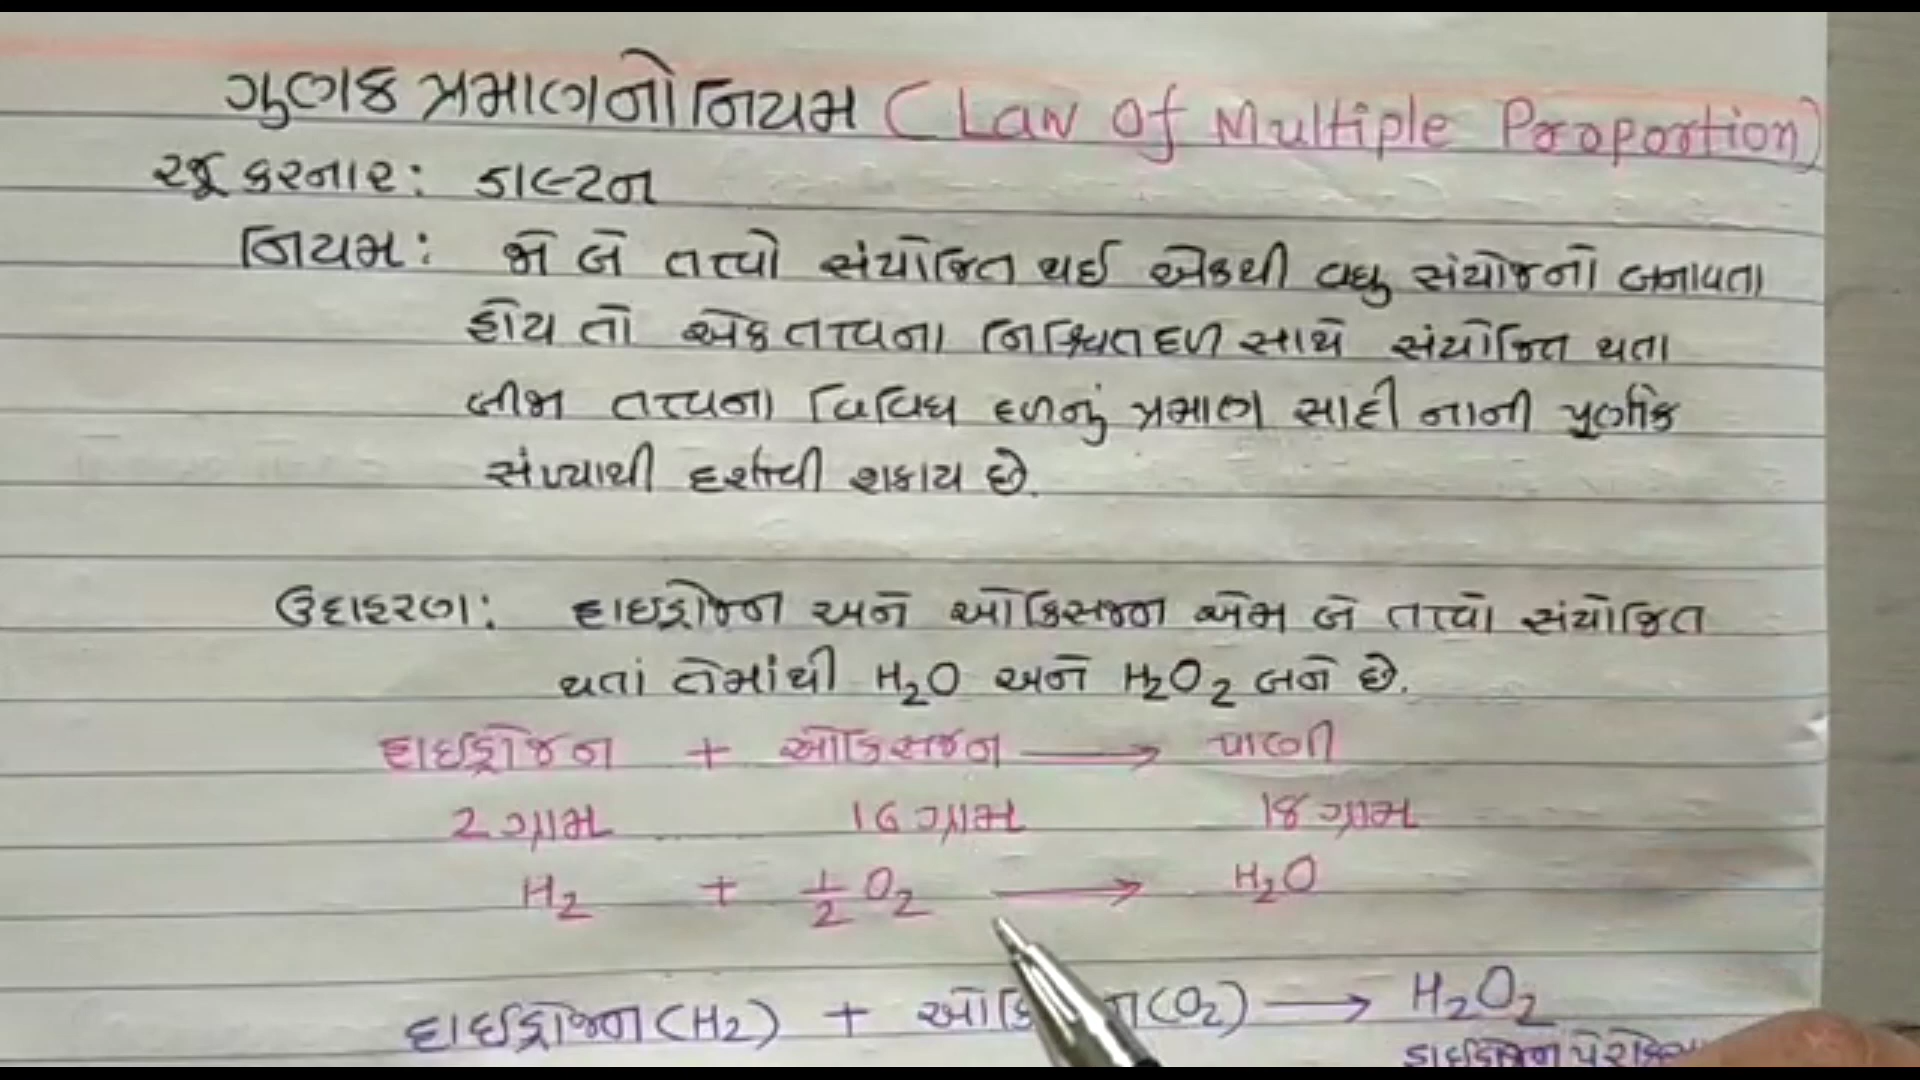 ગુણક પ્રમાણનો નિયમ (Law of Multiple Proportion)
રજૂ કરનાર: ડાલ્ટન
નિયમ: જો બે તત્ત્વો સંયોજિત થઈ એકથી વધુ સંયોજનો બનાવતા
હોય તો એક તત્ત્વના નિશ્ચિત દળ સાથે સંયોજિત થતા
બીજા તત્ત્વના વિવિધ દળનું પ્રમાણ સાદી નાની પૂર્ણાંક
સંખ્યાથી દર્શાવી શકાય છે.
ઉદાહરણ: હાઇડ્રોજન અને ઓક્સિજન એમ બે તત્ત્વો સંયોજિત
થતાં તેમાંથી H₂O અને H₂O₂ બને છે.
હાઇડ્રોજન + ઓક્સિજન ⟶ પાણી
2 ગ્રામ 16 ગ્રામ 18 ગ્રામ
H₂ + ½ O₂ ⟶ H₂O
હાઈડ્રોજન (H₂) + (O₂) ⟶ H₂O₂